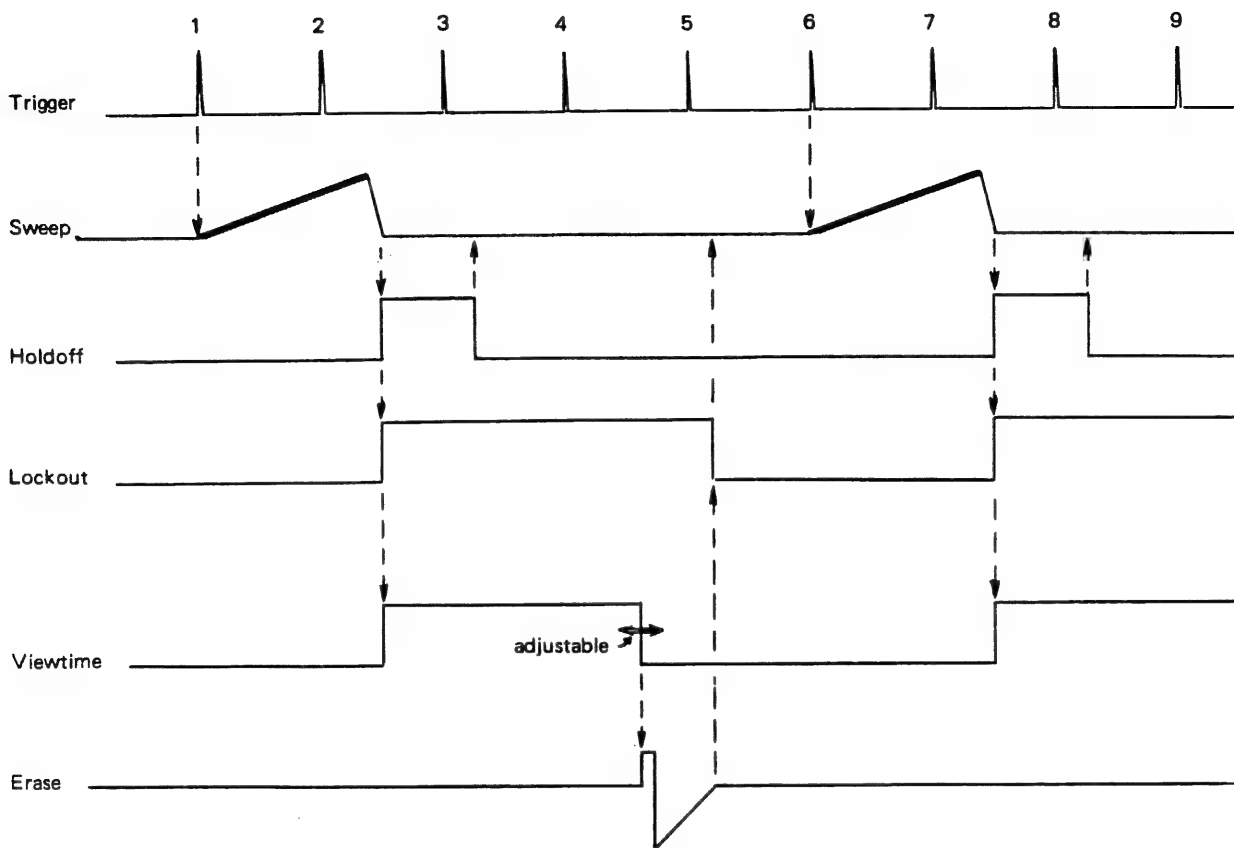 1 2 3 4 5 6 7 8 9
Trigger
Sweep
Holdoff
Lockout
adjustable
Viewtime
Erase